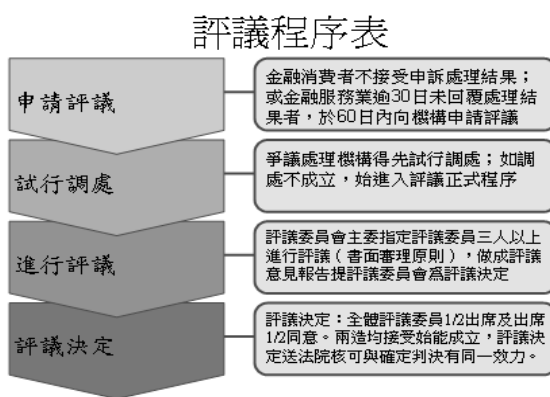 評議程序表
申請評議
金融消費者不接受申訴處理結果；
或金融服務業逾30日未回覆處理結
果者，於60日內向機構申請評議
試行調處
爭議處理機構得先試行調處；如調
處不成立，始進入評議正式程序
進行評議
評議委員會主委指定評議委員三人以上
進行評議（書面審理原則），做成評議
意見報告提評議委員會為評議決定
評議決定
評議決定：全體評議委員1/2出席及出席
1/2同意。兩造均接受始能成立，評議決
定送法院核可與確定判決有同一效力。